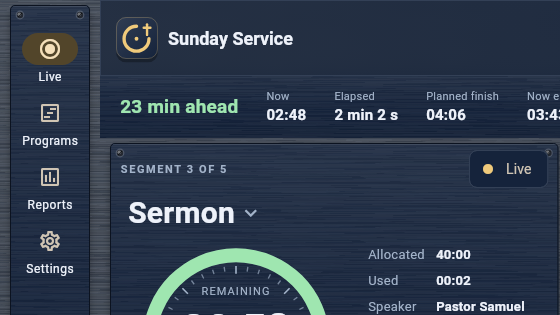 Sunday Service
Live
Programs
Reports
Settings
23 min ahead
Now
02:48
Elapsed
2 min 2 s
Planned finish
04:06
SEGMENT 3 OF 5
Live
Sermon
REMAINING
Allocated 40:00
Used 00:02
Speaker Pastor Samuel